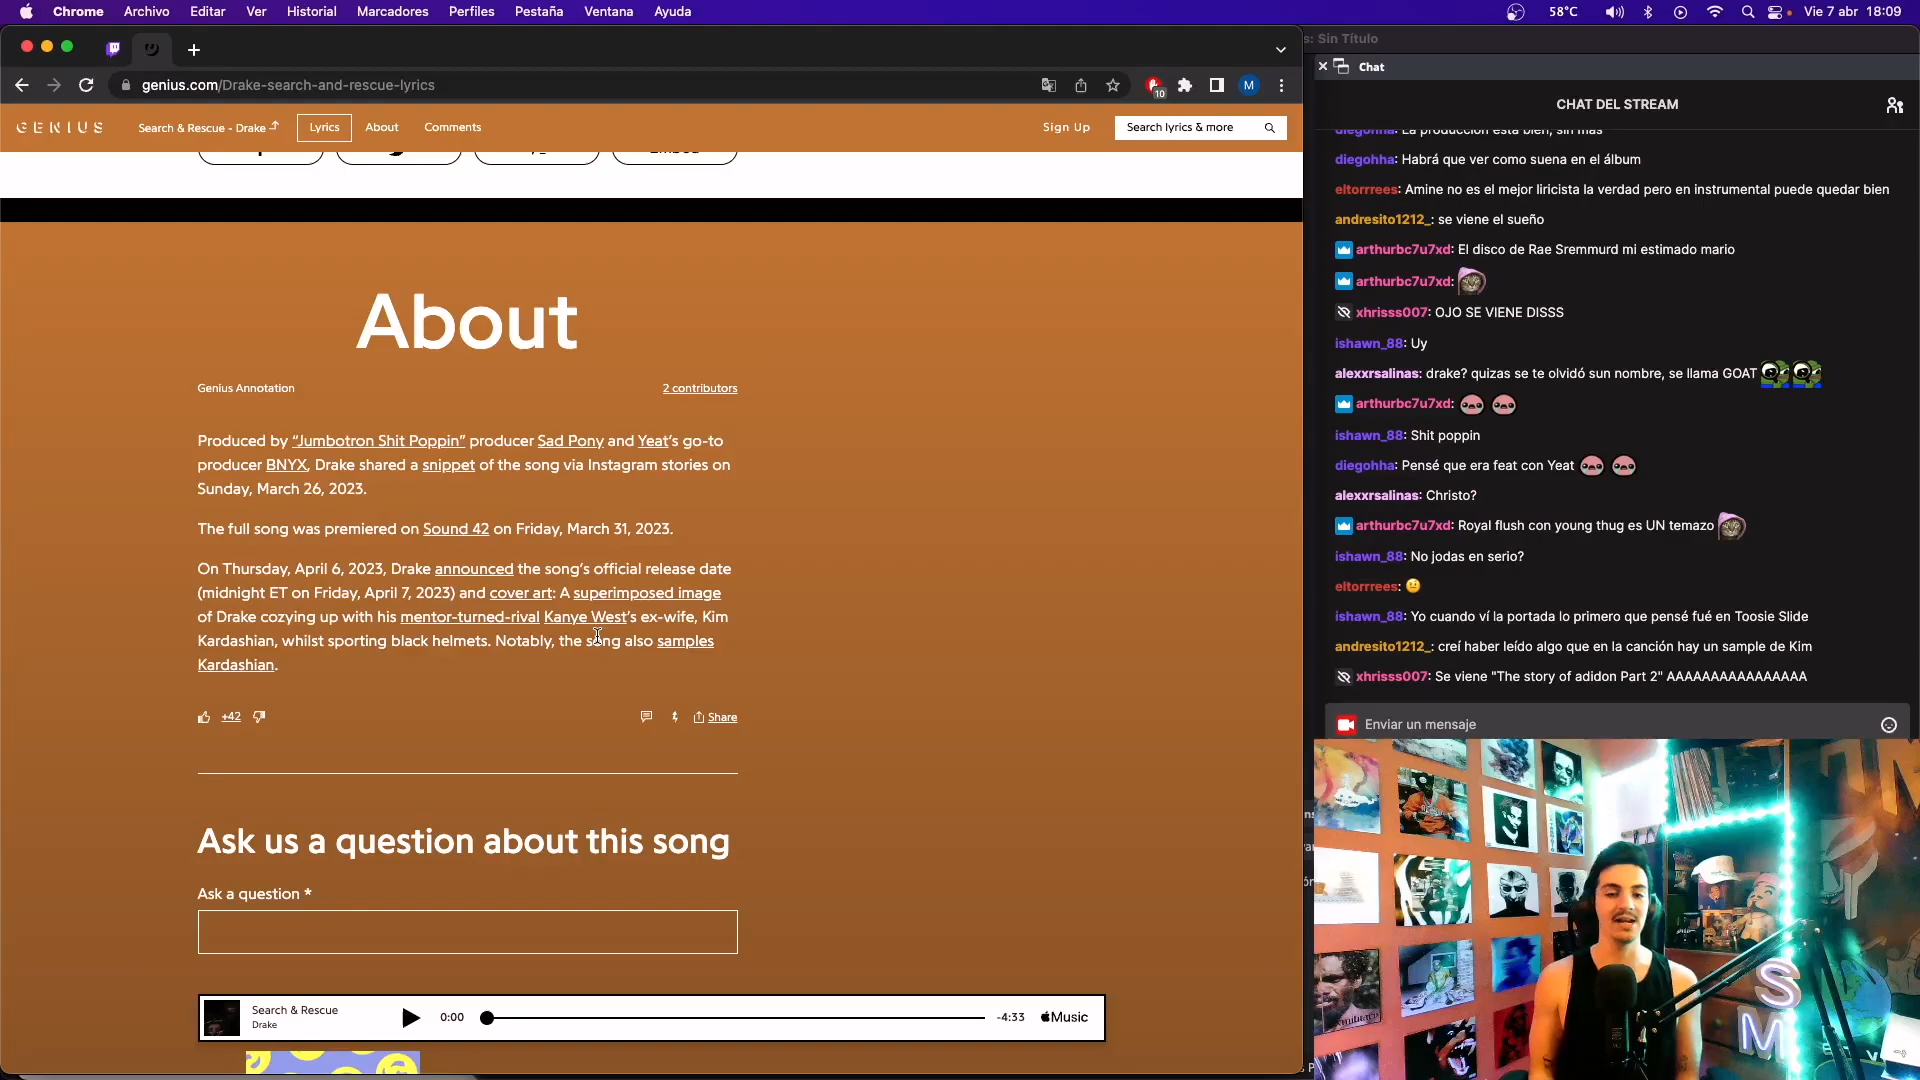 Chrome Archivo Editar Ver Historial Marcadores Perfiles Pestaña Ventana Ayuda
58°C Vie 7 abr 18:09
s: Sin Título
genius.com/Drake-search-and-rescue-lyrics
10
M
GENIUS Search & Rescue - Drake Lyrics About Comments
Sign Up Search lyrics & more
About
Genius Annotation 2 contributors
Produced by “Jumbotron Shit Poppin” producer Sad Pony and Yeat’s go-to
producer BNYX, Drake shared a snippet of the song via Instagram stories on
Sunday, March 26, 2023.
The full song was premiered on Sound 42 on Friday, March 31, 2023.
On Thursday, April 6, 2023, Drake announced the song’s official release date
(midnight ET on Friday, April 7, 2023) and cover art: A superimposed image
of Drake cozying up with his mentor-turned-rival Kanye West’s ex-wife, Kim
Kardashian, whilst sporting black helmets. Notably, the song also samples
Kardashian.
+42
Share
Ask us a question about this song
Ask a question *
Search & Rescue
Drake
0:00 -4:33 Music
Chat
CHAT DEL STREAM
diegohha: La producción está bien, sin más
diegohha: Habrá que ver como suena en el álbum
eltorrrees: Amine no es el mejor liricista la verdad pero en instrumental puede quedar bien
andresito1212_: se viene el sueño
arthurbc7u7xd: El disco de Rae Sremmurd mi estimado mario
arthurbc7u7xd:
xhrisss007: OJO SE VIENE DISSS
ishawn_88: Uy
alexxrsalinas: drake? quizas se te olvidó sun nombre, se llama GOAT
arthurbc7u7xd:
ishawn_88: Shit poppin
diegohha: Pensé que era feat con Yeat
alexxrsalinas: Christo?
arthurbc7u7xd: Royal flush con young thug es UN temazo
ishawn_88: No jodas en serio?
eltorrrees:
ishawn_88: Yo cuando ví la portada lo primero que pensé fué en Toosie Slide
andresito1212_: creí haber leído algo que en la canción hay un sample de Kim
xhrisss007: Se viene "The story of adidon Part 2" AAAAAAAAAAAAAAA
Enviar un mensaje
S
M